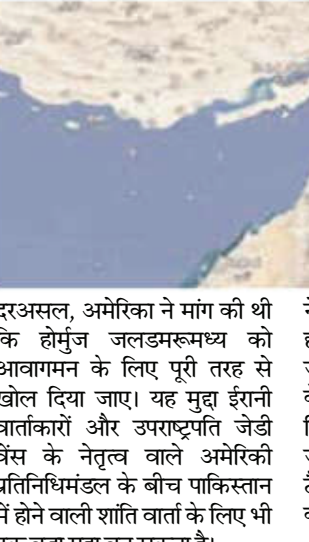 दरअसल, अमेरिका ने मांग की थी
कि होर्मुज जलडमरूमध्य को
आवागमन के लिए पूरी तरह से
खोल दिया जाए। यह मुद्दा ईरानी
वार्ताकारों और उपराष्ट्रपति जेडी
वेंस के नेतृत्व वाले अमेरिकी
प्रतिनिधिमंडल के बीच पाकिस्तान
में होने वाली शांति वार्ता के लिए भी